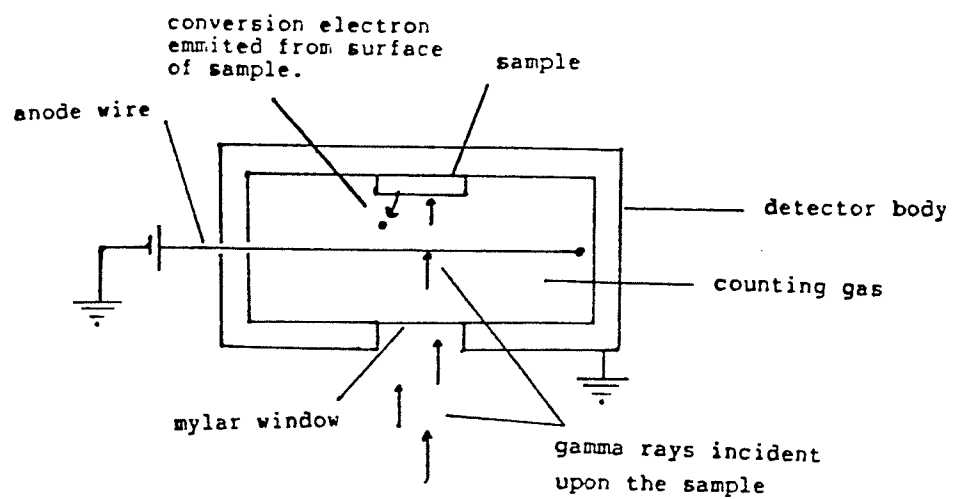 conversion electron
emmited from surface
of sample.
sample
anode wire
detector body
counting gas
mylar window
gamma rays incident
upon the sample